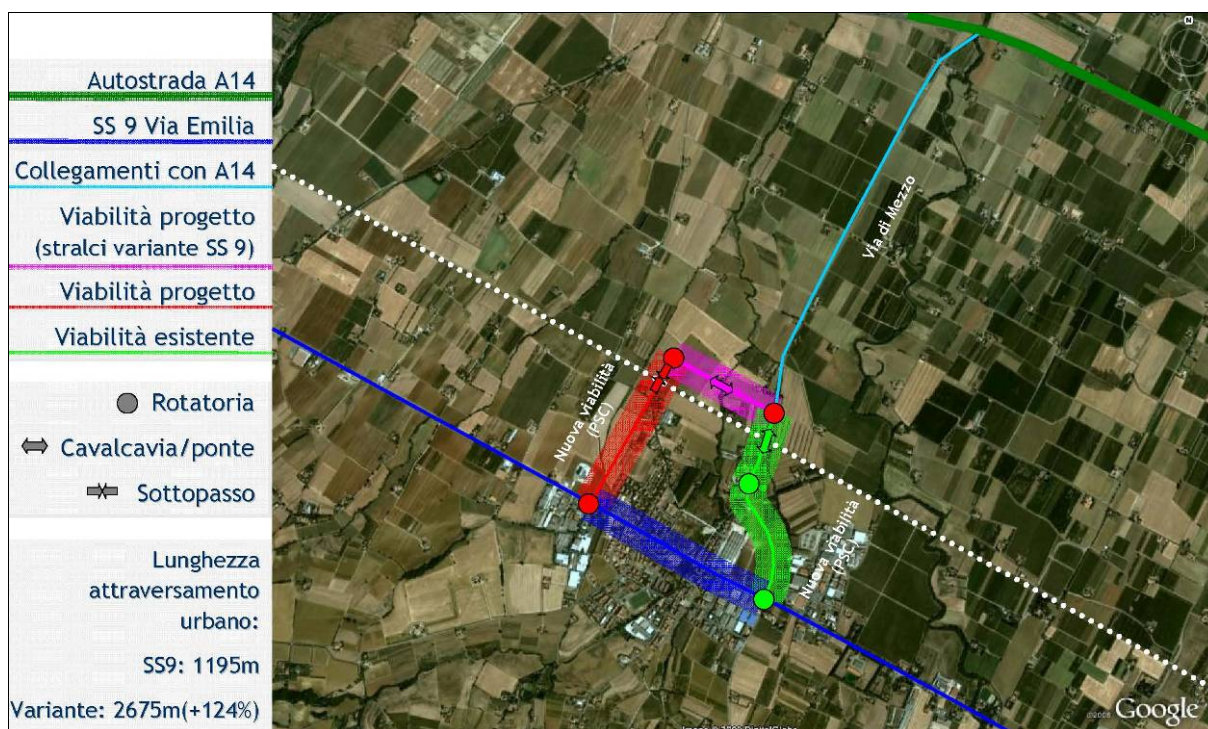 Autostrada A14
SS 9 Via Emilia
Collegamenti con A14
Viabilità progetto
(stralci variante SS 9)
Viabilità progetto
Viabilità esistente
Rotatoria
Cavalcavia/ponte
Sottopasso
Lunghezza
attraversamento
urbano:
SS9: 1195m
Variante: 2675m(+124%)
Via di Mezzo
Nuova viabilità
(PSC)
Nuova viabilità
(PSC)
Google